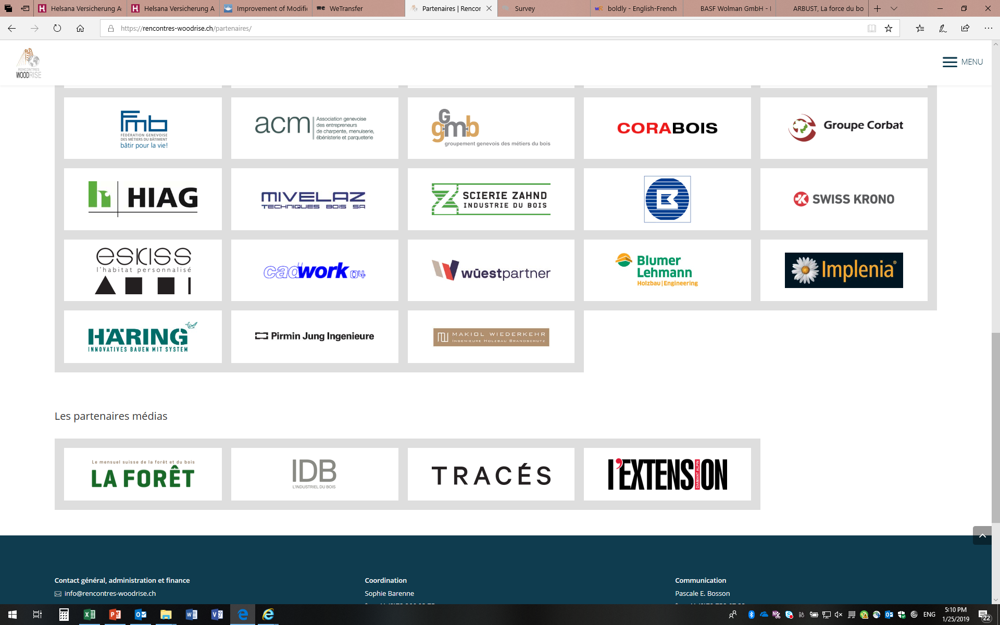 Helsana Versicherung A
Helsana Versicherung A
Improvement of Modifi
WeTransfer
Partenaires | Rencor
Survey
boldly - English-French
BASF Wolman GmbH - I
ARBUST, La force du bo
https://rencontres-woodrise.ch/partenaires/
RENCONTRES
WOODRISE
MENU
Fmb
FÉDÉRATION GENEVOISE
DES MÉTIERS DU BÂTIMENT
bâtir pour la vie!
acm
Association genevoise
des entrepreneurs
de charpente, menuiserie,
ébénisterie et parqueterie
Ggmb
groupement genevois des métiers du bois
CORABOIS
Groupe Corbat
h HIAG
MIVELAZ
TECHNIQUES BOIS SA
SCIERIE ZAHND
INDUSTRIE DU BOIS
B
SWISS KRONO
eskiss
l'habitat personnalisé
cadwork 04
wüestpartner
Blumer
Lehmann
Holzbau | Engineering
Implenia®
HÄRING
INNOVATIVES BAUEN MIT SYSTEM
Pirmin Jung Ingenieure
MAKIOL WIEDERKEHR
INGENIEURE HOLZBAU BRANDSCHUTZ
Les partenaires médias
Le mensuel suisse de la forêt et du bois
LA FORÊT
IDB
L'INDUSTRIEL DU BOIS
TRACÉS
l'EXTENSION
DIAMANT ALPIN
Contact général, administration et finance
info@rencontres-woodrise.ch
Coordination
Sophie Barenne
Communication
Pascale E. Bosson
ENG
5:10 PM
1/25/2019
22